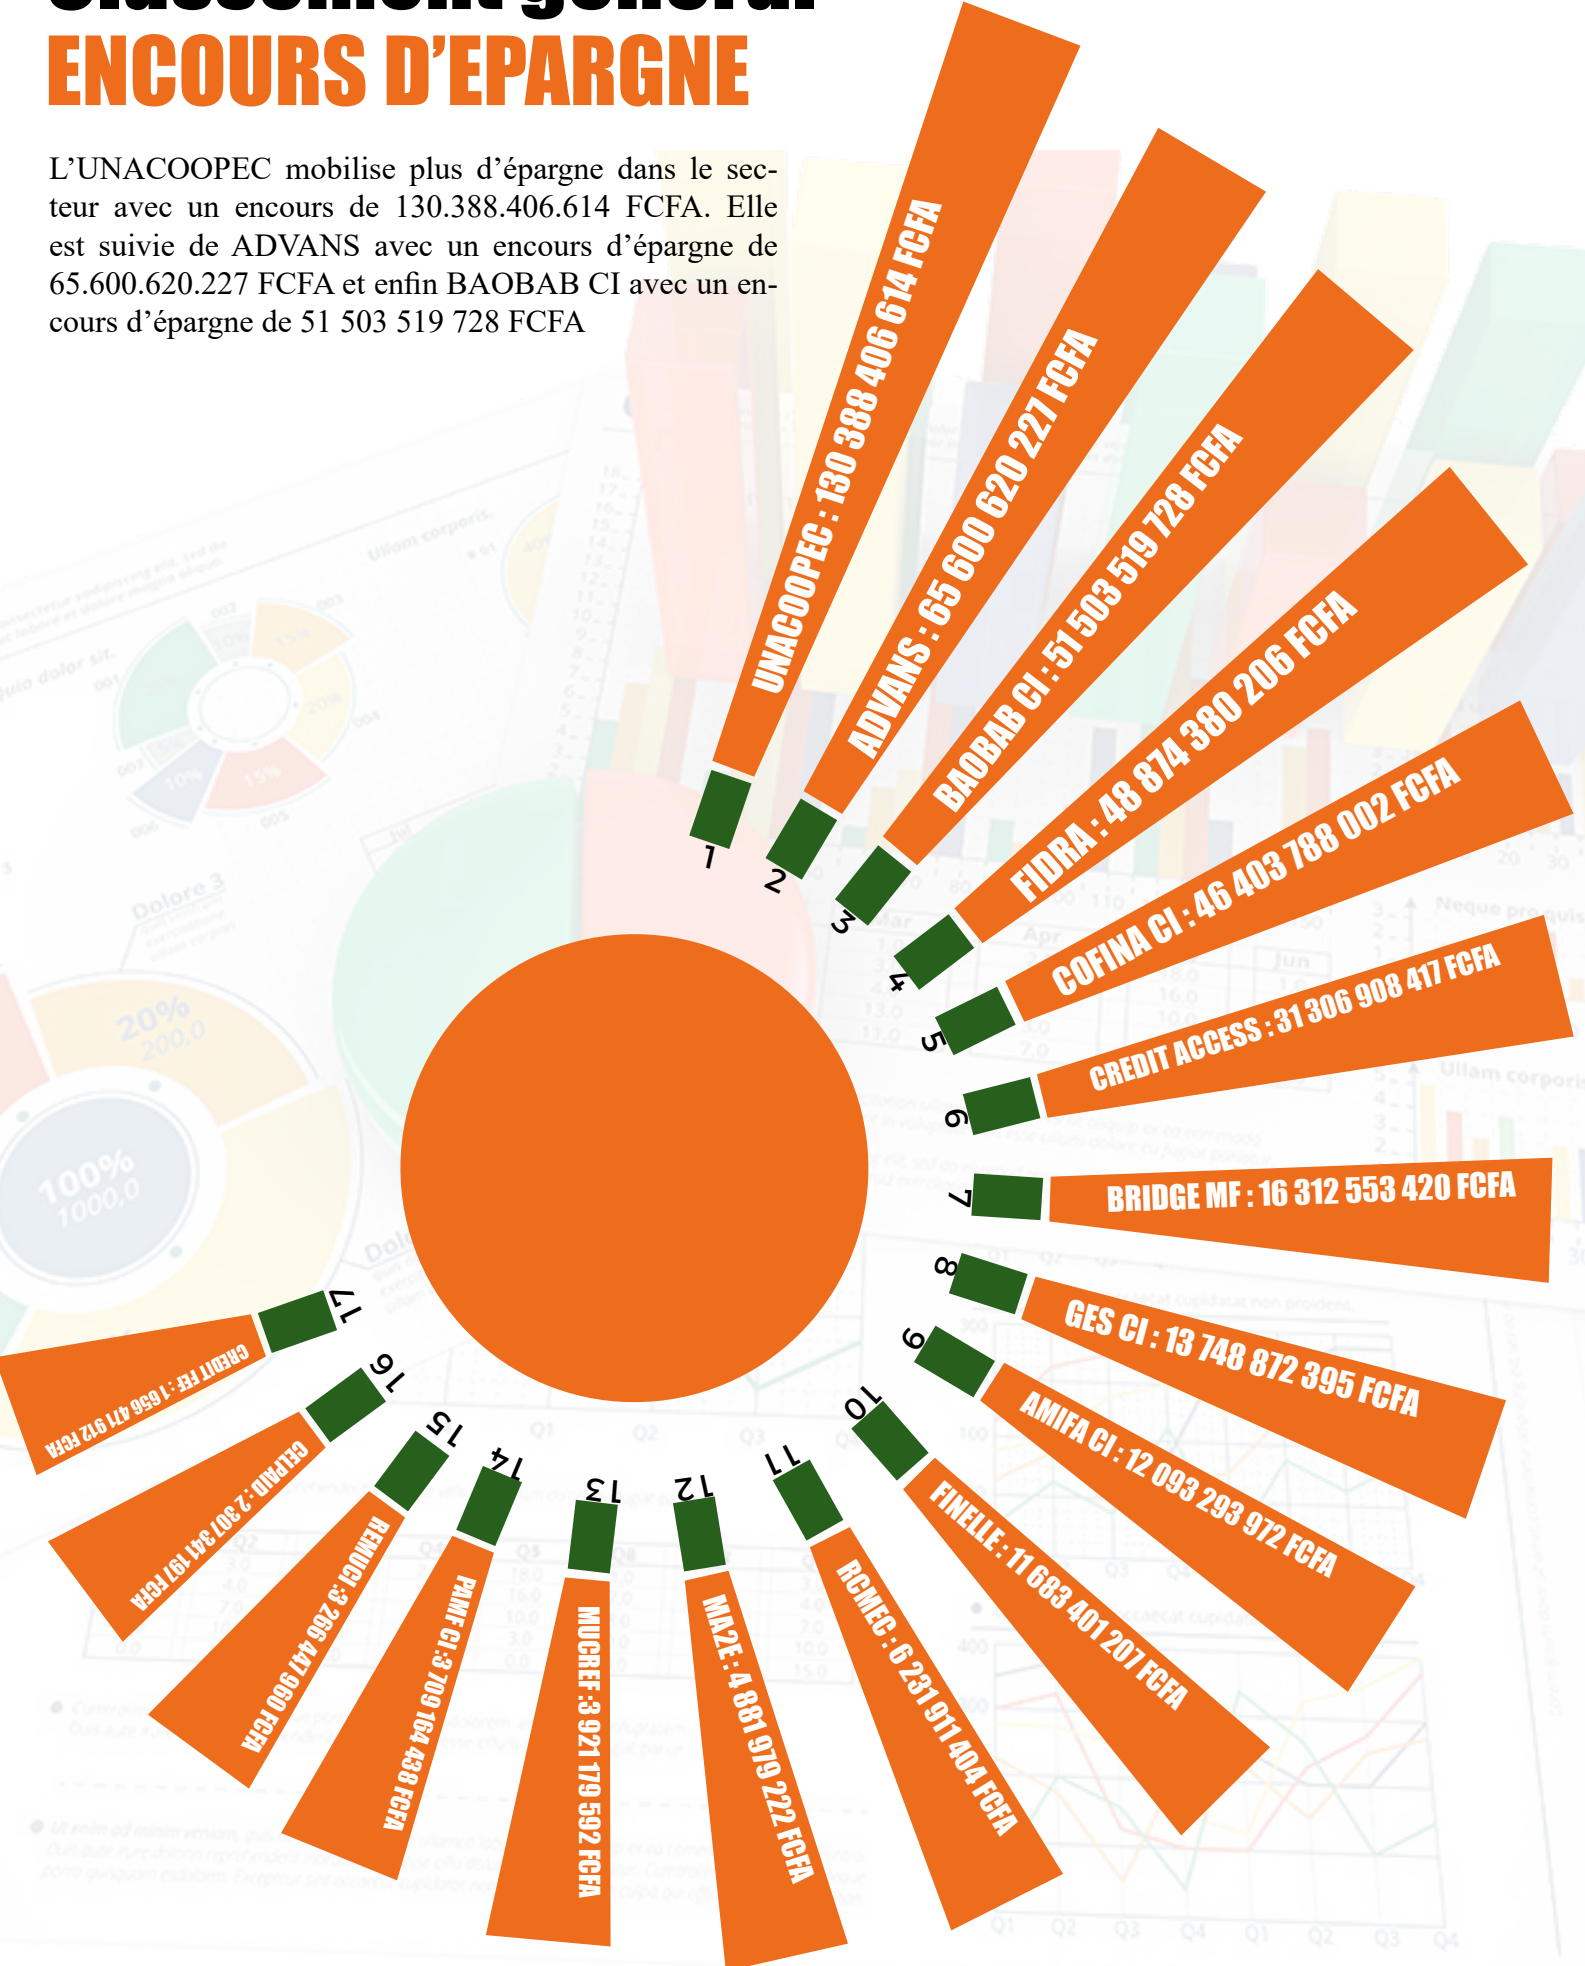 Classement général
ENCOURS D'EPARGNE
L'UNACOOPEC mobilise plus d'épargne dans le sec-
teur avec un encours de 130.388.406.614 FCFA. Elle
est suivie de ADVANS avec un encours d'épargne de
65.600.620.227 FCFA et enfin BAOBAB CI avec un en-
cours d'épargne de 51 503 519 728 FCFA
1
UNACOOPEC : 130 388 406 614 FCFA
2
ADVANS : 65 600 620 227 FCFA
3
BAOBAB CI : 51 503 519 728 FCFA
4
FIDRA : 48 874 380 206 FCFA
5
COFINA CI : 46 403 788 002 FCFA
6
CREDIT ACCESS : 31 306 908 417 FCFA
7
BRIDGE MF : 16 312 553 420 FCFA
8
GES CI : 13 748 872 395 FCFA
9
AMIFA CI : 12 093 293 972 FCFA
10
FINELLE : 11 683 401 207 FCFA
11
RCMEC : 6 231 911 404 FCFA
12
MA2E : 4 881 979 222 FCFA
13
MUCREF : 3 921 179 592 FCFA
14
PAMF CI : 3 709 164 438 FCFA
15
REMUCI : 3 266 447 960 FCFA
16
CELPAID : 2 307 341 197 FCFA
17
CREDIT FEF : 1 656 471 912 FCFA